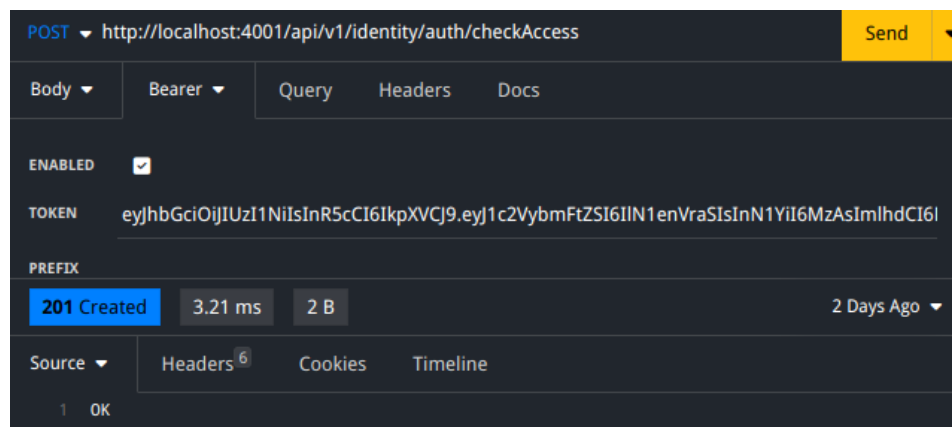 POST http://localhost:4001/api/v1/identity/auth/checkAccess Send
Body Bearer Query Headers Docs
ENABLED
TOKEN eyJhbGciOiJIUzI1NiIsInR5cCI6IkpXVCJ9.eyJ1c2VybmFtZSI6IlN1enVraSIsInN1YiI6MzAsImlhdCI6I
PREFIX
201 Created 3.21 ms 2 B 2 Days Ago
Source Headers 6 Cookies Timeline
1 OK